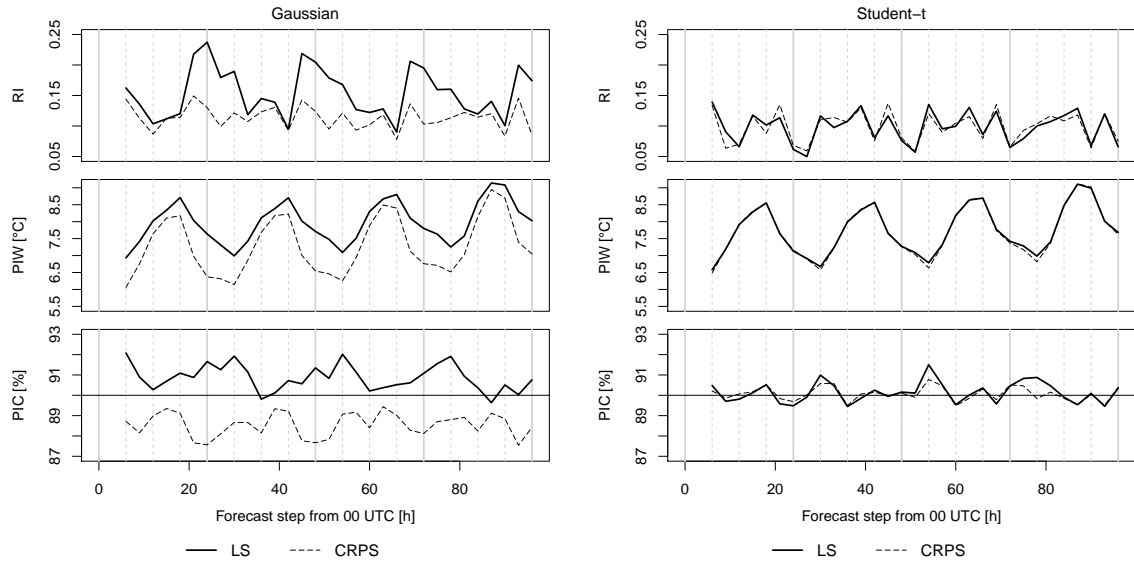 Gaussian
Student−t
RI
0.05 0.15 0.25
PIW [°C]
5.5 6.5 7.5 8.5
PIC [%]
87 89 91 93
0 20 40 60 80
Forecast step from 00 UTC [h]
LS CRPS
RI
0.05 0.15 0.25
PIW [°C]
5.5 6.5 7.5 8.5
PIC [%]
87 89 91 93
0 20 40 60 80
Forecast step from 00 UTC [h]
LS CRPS